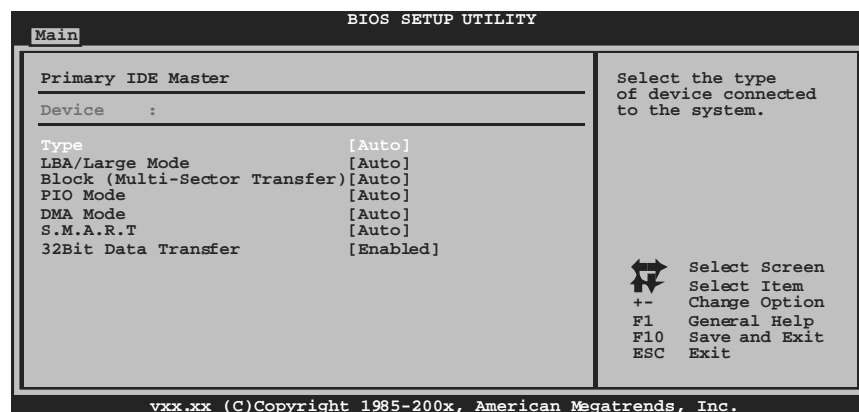 BIOS SETUP UTILITY
Main
Primary IDE Master
Device :
Type [Auto]
LBA/Large Mode [Auto]
Block (Multi-Sector Transfer)[Auto]
PIO Mode [Auto]
DMA Mode [Auto]
S.M.A.R.T [Auto]
32Bit Data Transfer [Enabled]
Select the type
of device connected
to the system.
Select Screen
Select Item
+- Change Option
F1 General Help
F10 Save and Exit
ESC Exit
vxx.xx (C)Copyright 1985-200x, American Megatrends, Inc.